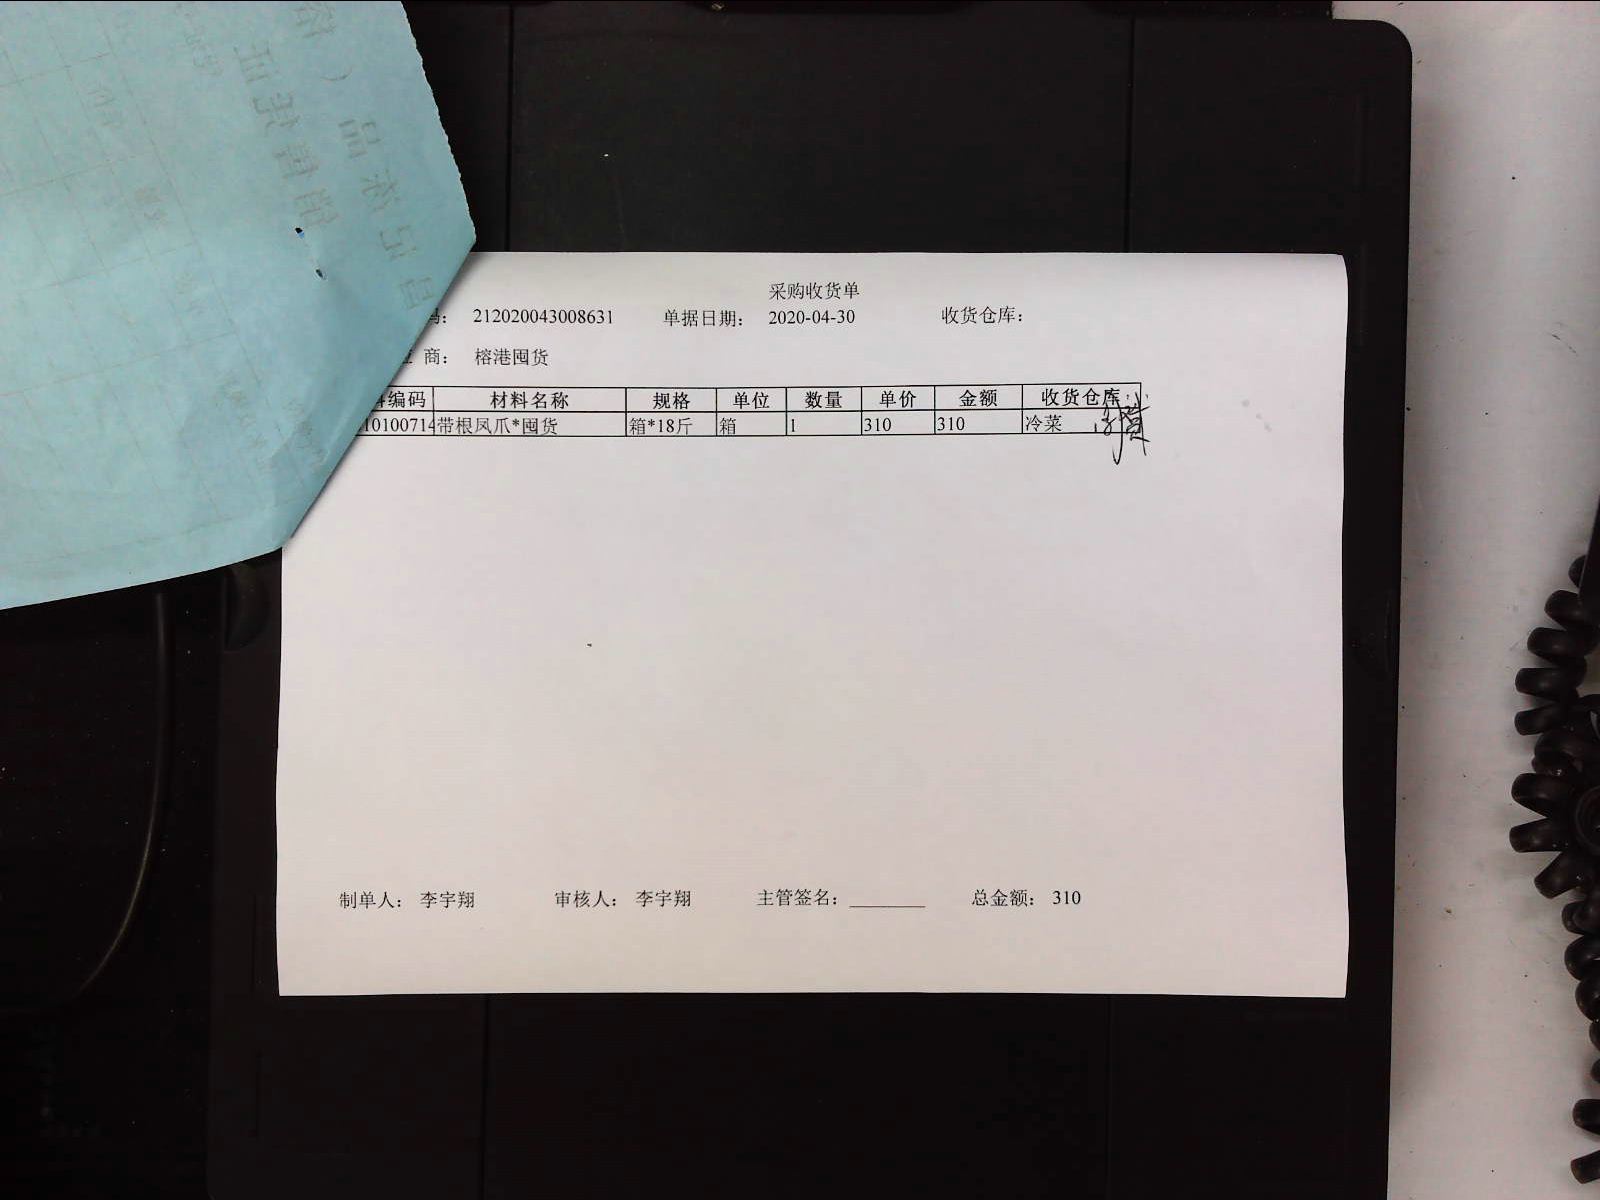 采购收货单
码： 212020043008631 单据日期： 2020-04-30 收货仓库：
应 商： 榕港囤货
料编码 材料名称 规格 单位 数量 单价 金额 收货仓库
10100714 带根凤爪*囤货 箱*18斤 箱 1 310 310 冷菜
制单人： 李宇翔 审核人： 李宇翔 主管签名：________ 总金额： 310